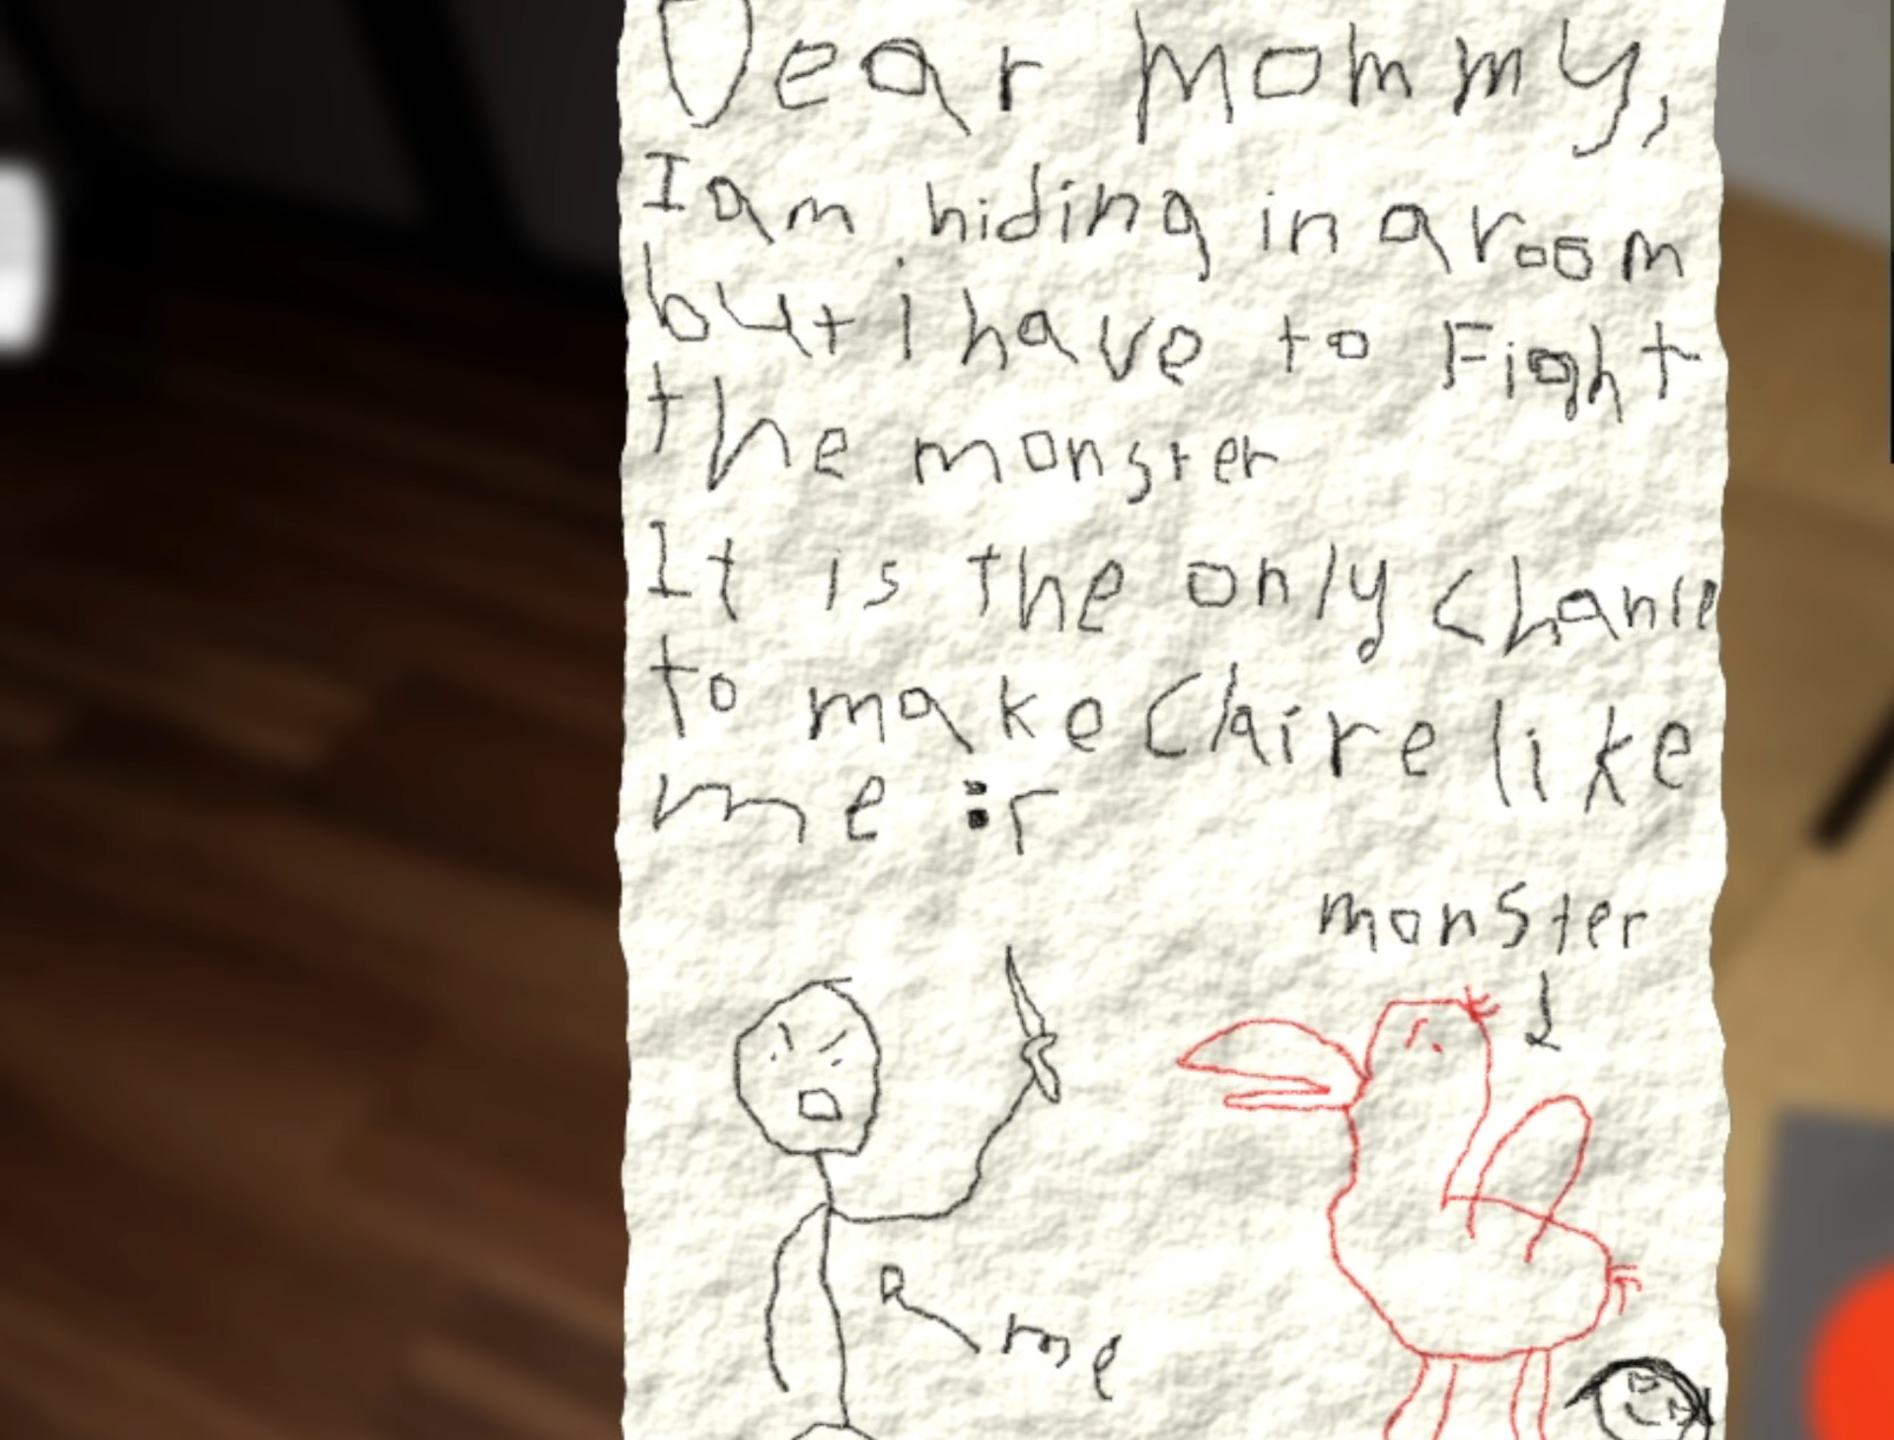 Dear Mommy,
I am hiding in a room
but i have to Fight
the monster
It is the only chance
to make Claire like
me :r
monster
me